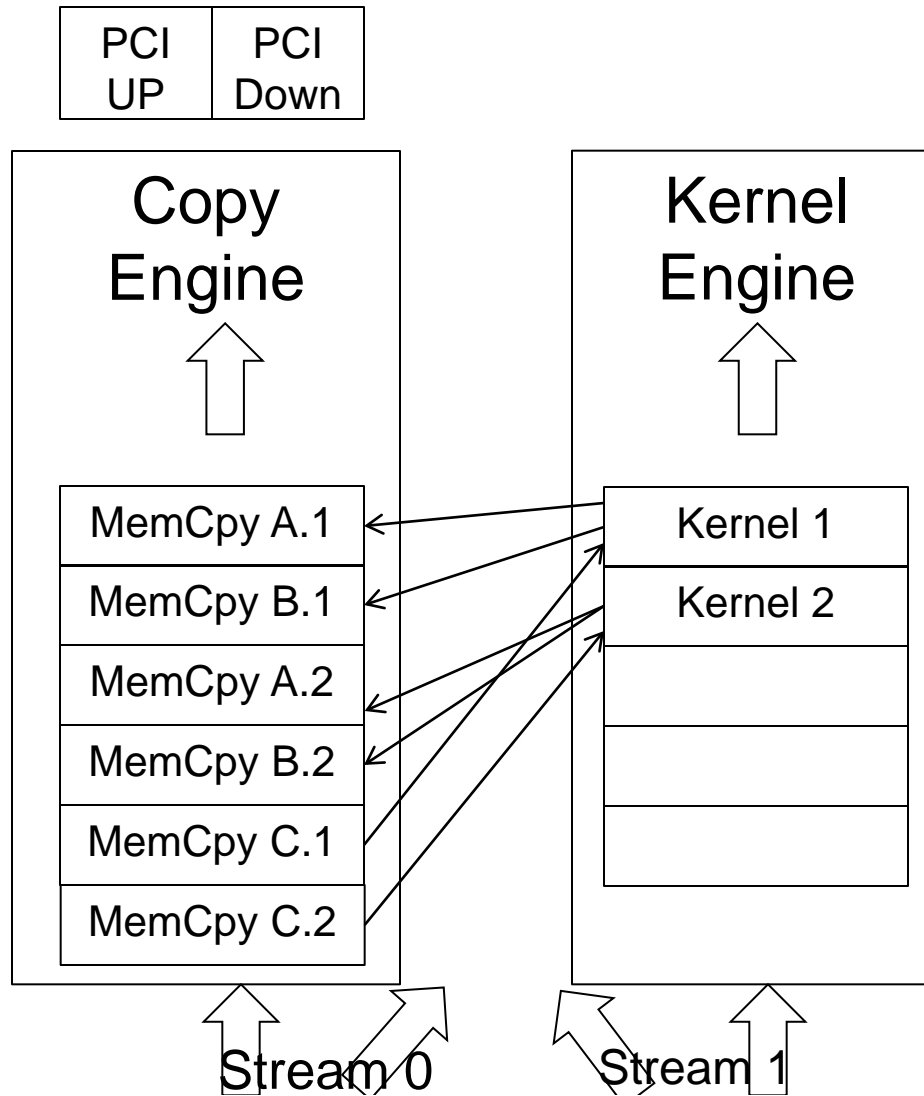 PCI
UP
PCI
Down
Copy
Engine
Kernel
Engine
MemCpy A.1
MemCpy B.1
MemCpy A.2
MemCpy B.2
MemCpy C.1
MemCpy C.2
Kernel 1
Kernel 2
Stream 0
Stream 1